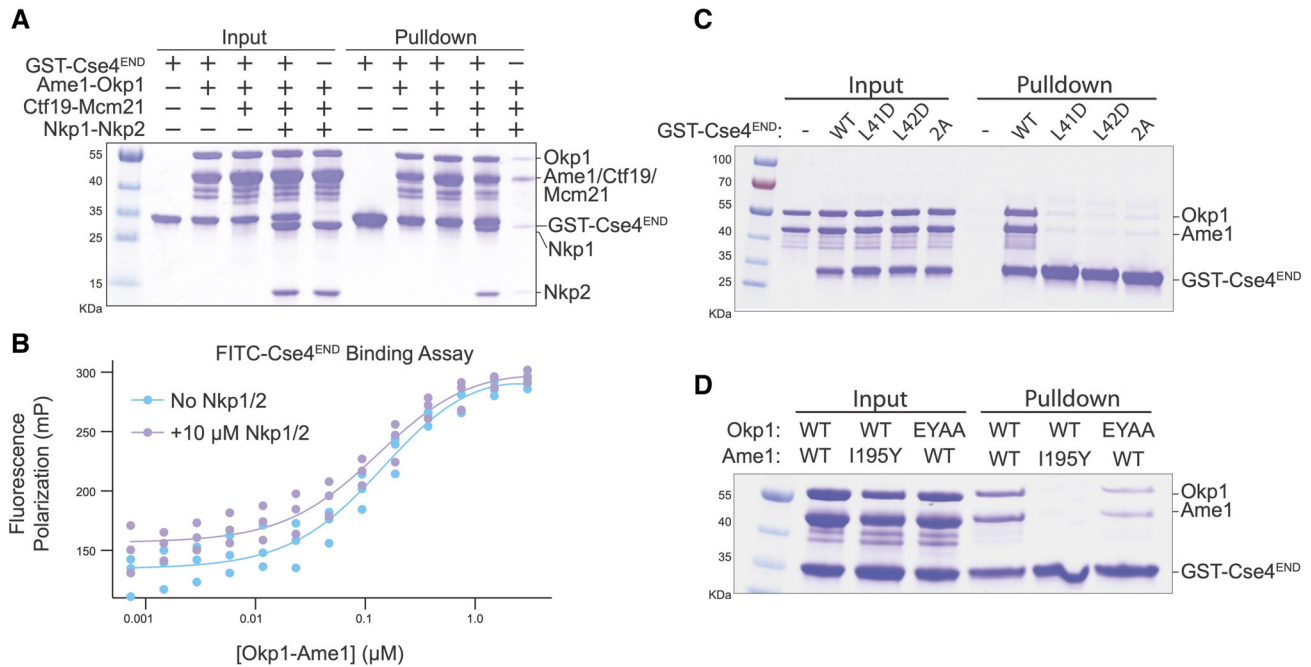 A
Input Pulldown
GST-Cse4END + + + + − + + + + −
Ame1-Okp1 − + + + + − + + + +
Ctf19-Mcm21 − − + + + − − + + +
Nkp1-Nkp2 − − − + + − − − + +
55
40
35
25
15
KDa
Okp1
Ame1/Ctf19/
Mcm21
GST-Cse4END
Nkp1
Nkp2
B
FITC-Cse4END Binding Assay
No Nkp1/2
+10 µM Nkp1/2
Fluorescence
Polarization (mP)
300
250
200
150
0.001 0.01 0.1 1.0
[Okp1-Ame1] (µM)
C
Input Pulldown
GST-Cse4END: - WT L41D L42D 2A - WT L41D L42D 2A
100
70
55
40
35
25
KDa
Okp1
Ame1
GST-Cse4END
D
Input Pulldown
Okp1: WT WT EYAA WT WT EYAA
Ame1: WT I195Y WT WT I195Y WT
55
40
35
KDa
Okp1
Ame1
GST-Cse4END